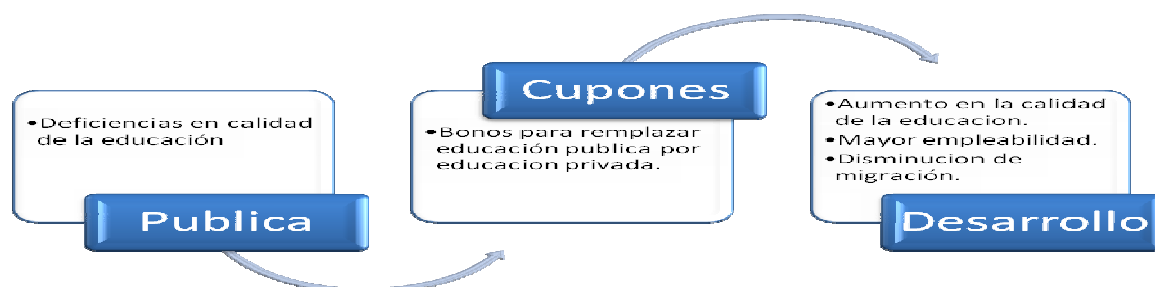 •Deficiencias en calidad
de la educación
Publica
Cupones
•Bonos para remplazar
educación publica por
educacion privada.
•Aumento en la calidad
de la educacion.
•Mayor empleabilidad.
•Disminucion de
migración.
Desarrollo